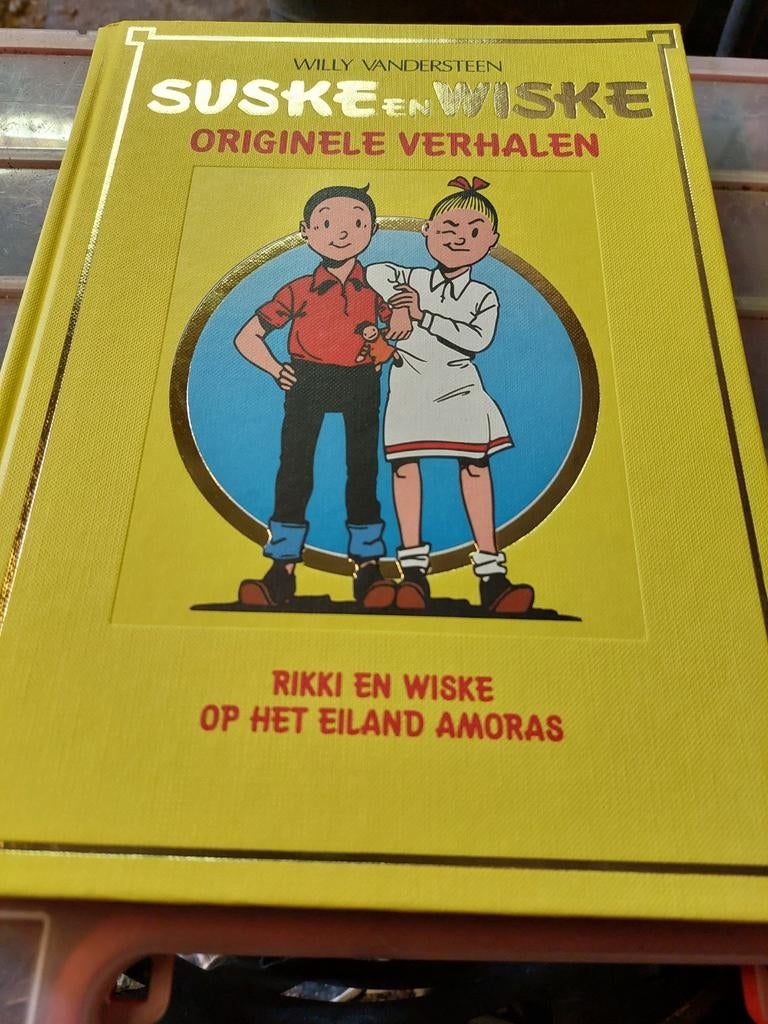 WILLY VANDERSTEEN
SUSKE EN WISKE
ORIGINELE VERHALEN
RIKKI EN WISKE
OP HET EILAND AMORAS